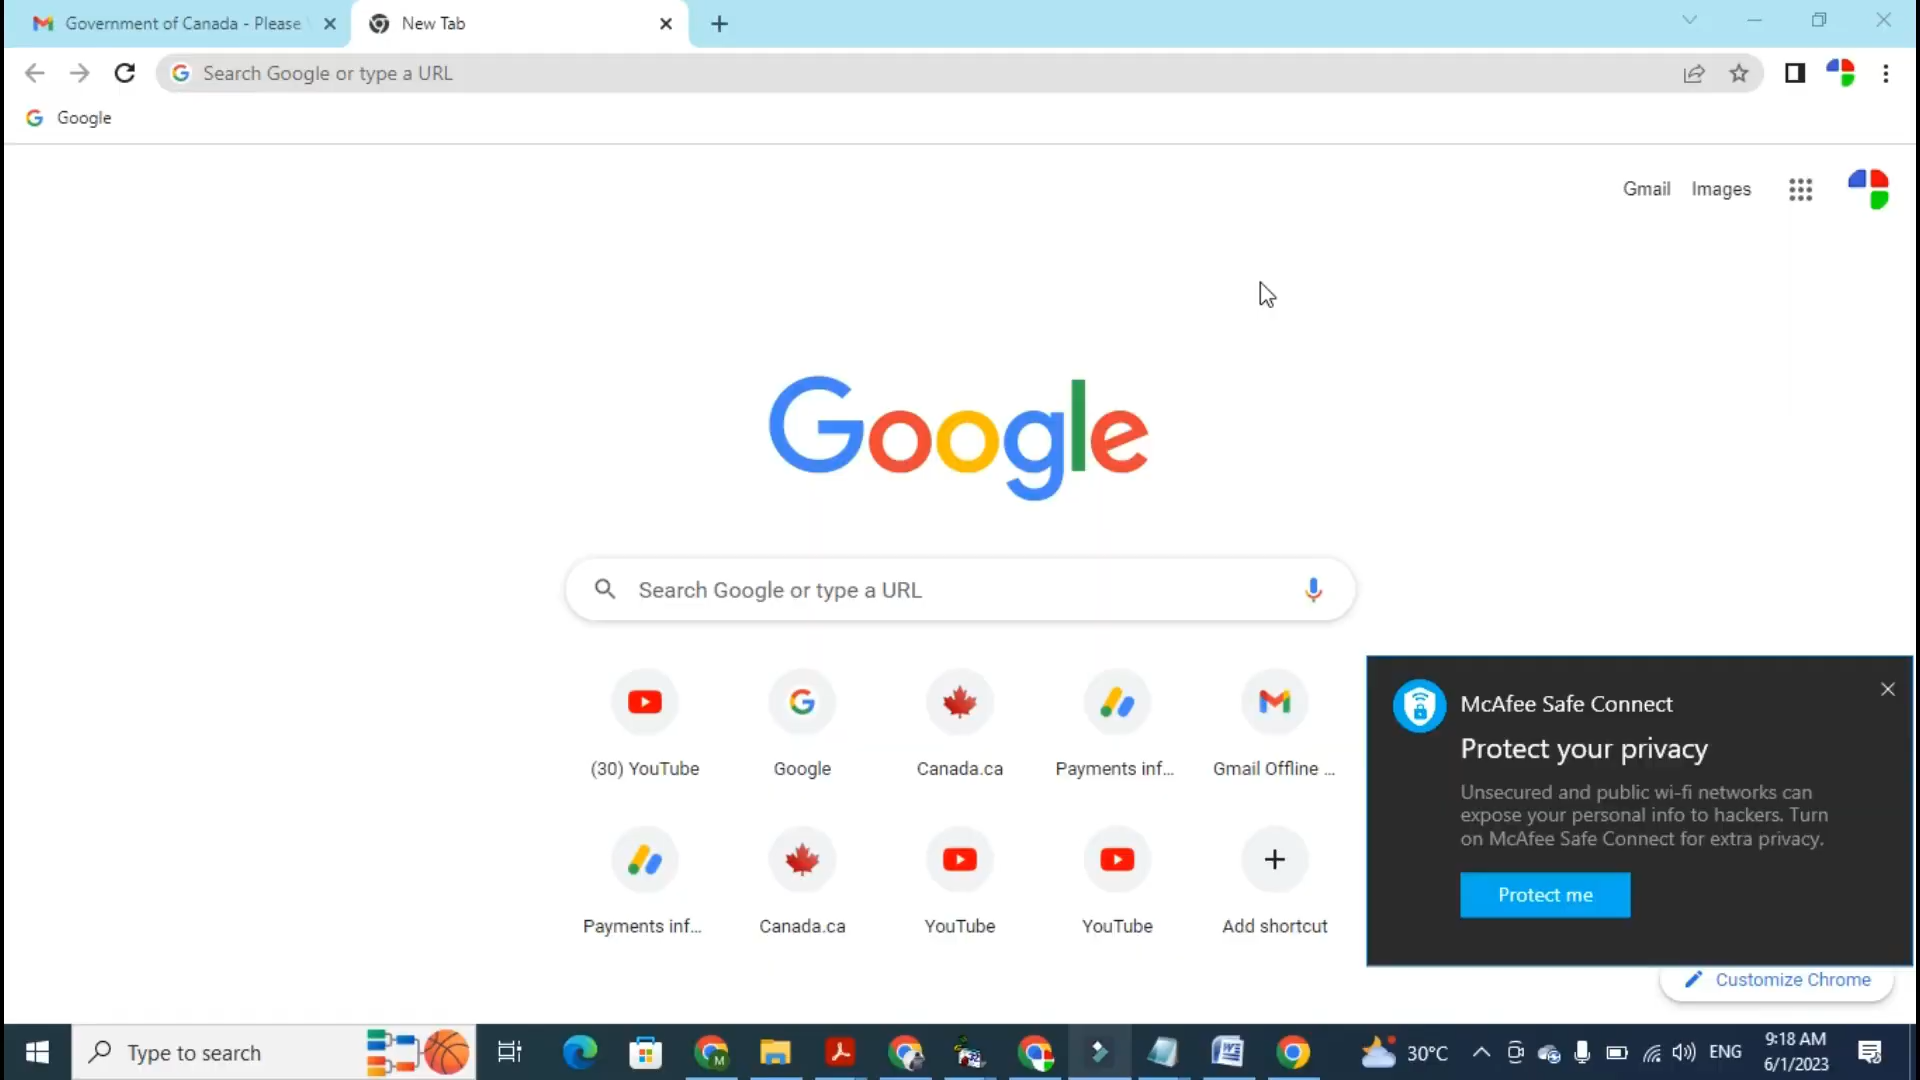 Government of Canada - Please
New Tab
Search Google or type a URL
Google
Gmail Images
Google
Search Google or type a URL
(30) YouTube Google Canada.ca Payments inf... Gmail Offline ...
Payments inf... Canada.ca YouTube YouTube Add shortcut
McAfee Safe Connect
Protect your privacy
Unsecured and public wi-fi networks can
expose your personal info to hackers. Turn
on McAfee Safe Connect for extra privacy.
Protect me
Customize Chrome
Type to search
M
30°C
ENG
9:18 AM
6/1/2023